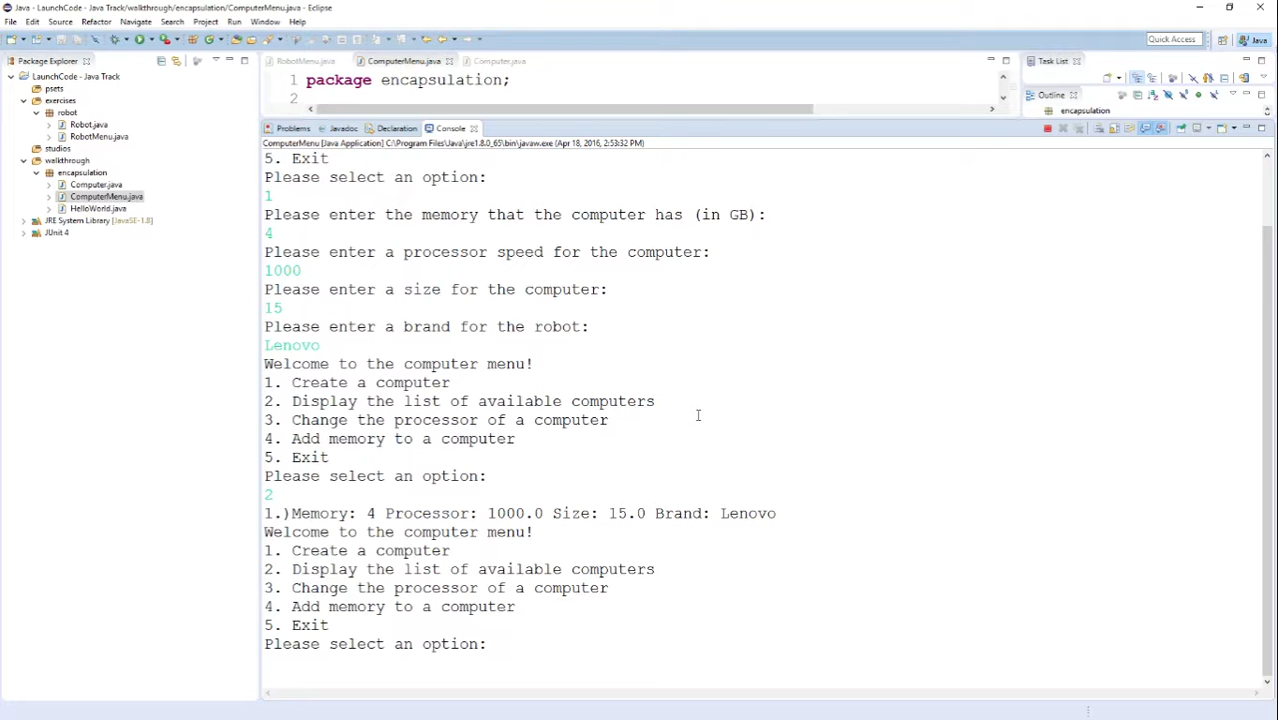 Java - LaunchCode - Java Track/walkthrough/encapsulation/ComputerMenu.java - Eclipse
File Edit Source Refactor Navigate Search Project Run Window Help
Quick Access
Java
Package Explorer
LaunchCode - Java Track
psets
exercises
robot
Robot.java
RobotMenu.java
studios
walkthrough
encapsulation
Computer.java
ComputerMenu.java
HelloWorld.java
JRE System Library [JavaSE-1.8]
JUnit 4
RobotMenu.java ComputerMenu.java Computer.java
1 package encapsulation;
2
Task List
Outline
encapsulation
Problems Javadoc Declaration Console
ComputerMenu [Java Application] C:\Program Files\Java\jre1.8.0_65\bin\javaw.exe (Apr 18, 2016, 2:53:32 PM)
5. Exit
Please select an option:
1
Please enter the memory that the computer has (in GB):
4
Please enter a processor speed for the computer:
1000
Please enter a size for the computer:
15
Please enter a brand for the robot:
Lenovo
Welcome to the computer menu!
1. Create a computer
2. Display the list of available computers
3. Change the processor of a computer
4. Add memory to a computer
5. Exit
Please select an option:
2
1.)Memory: 4 Processor: 1000.0 Size: 15.0 Brand: Lenovo
Welcome to the computer menu!
1. Create a computer
2. Display the list of available computers
3. Change the processor of a computer
4. Add memory to a computer
5. Exit
Please select an option: